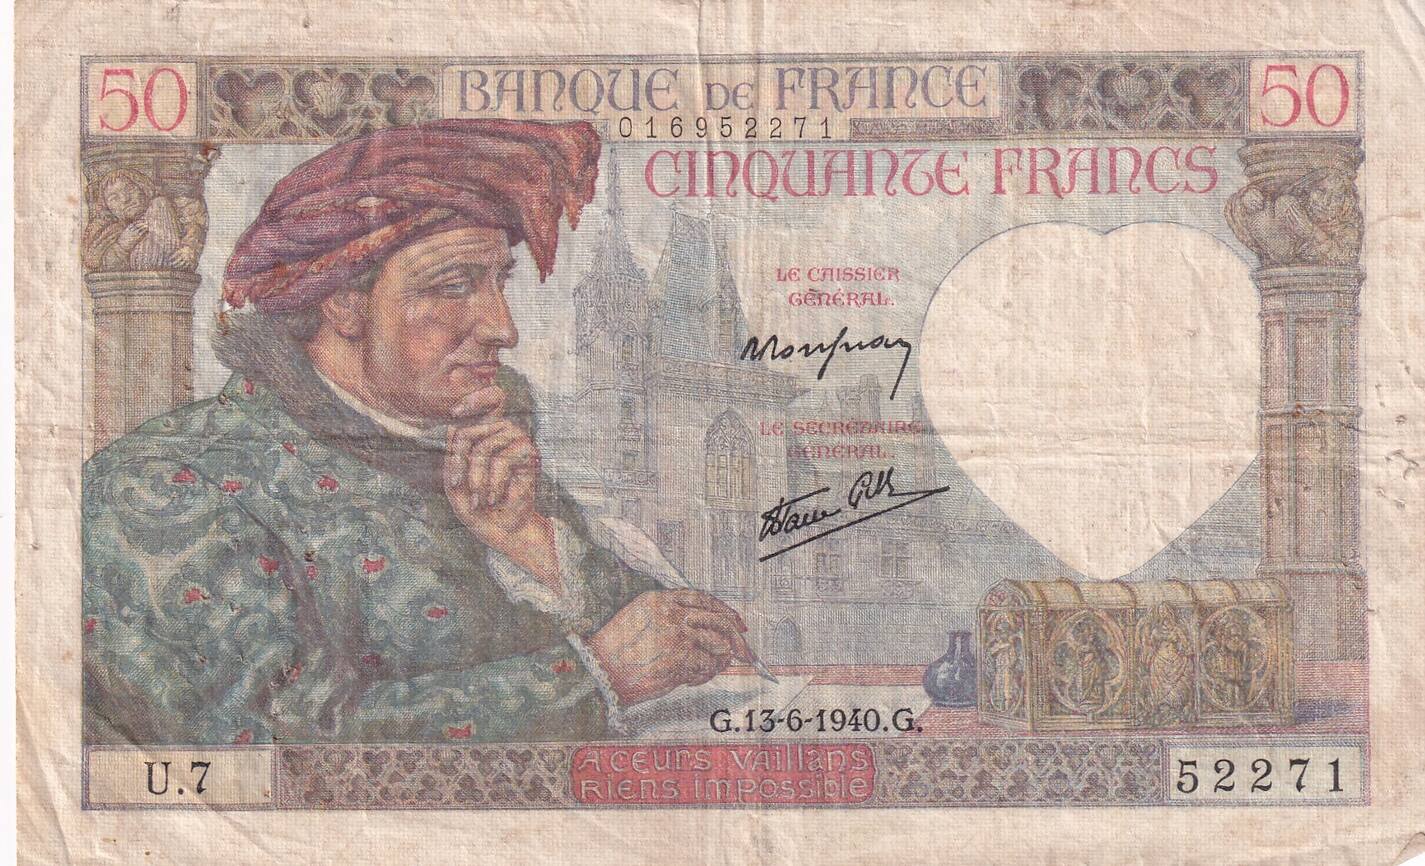 50 BANQUE DE FRANCE 50
016952271
CINQUANTE FRANCS
LE CAISSIER
GÉNÉRAL.
LE SECRÉTAIRE
GÉNÉRAL.
G.13-6-1940.G.
A CEURS VAILLANS
RIENS IMPOSSIBLE
U.7
52271